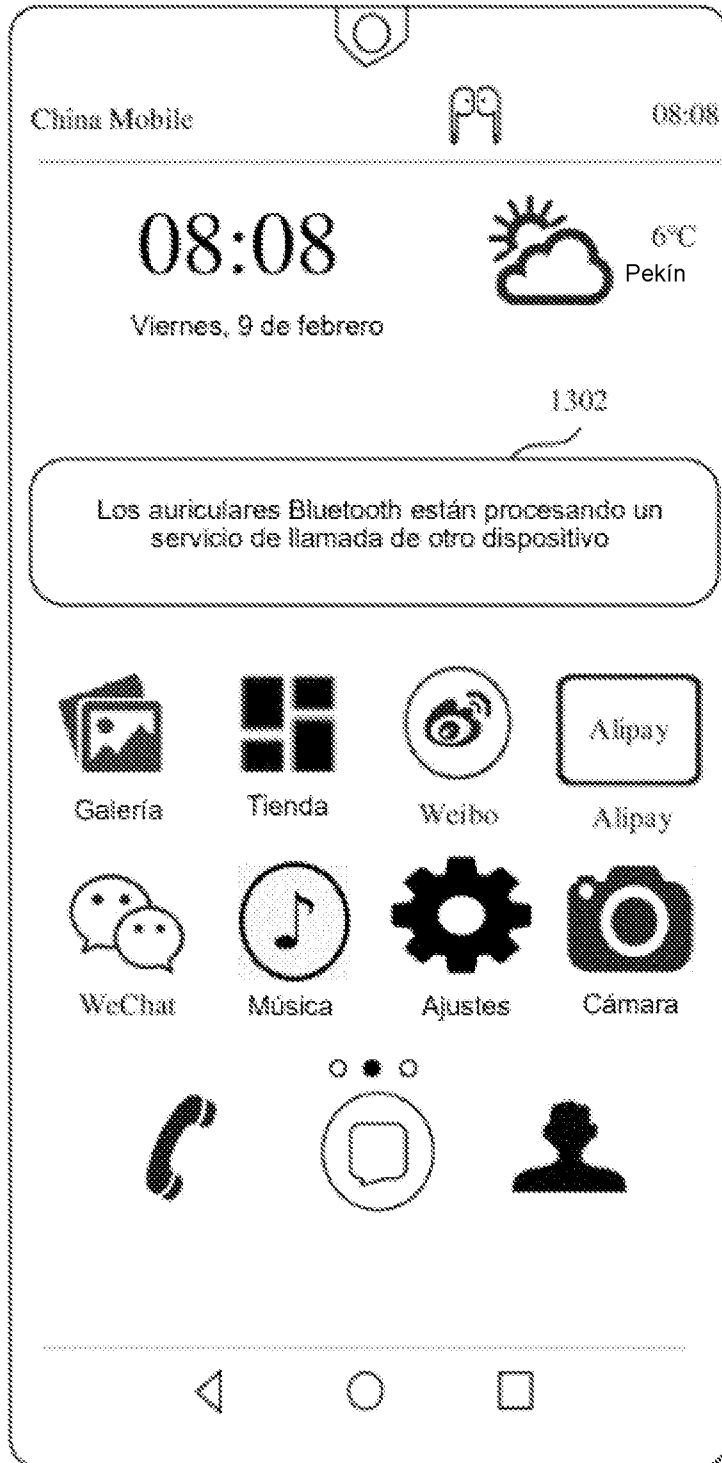 China Mobile 08:08
08:08
6°C
Pekín
Viernes, 9 de febrero
1302
Los auriculares Bluetooth están procesando un
servicio de llamada de otro dispositivo
Alipay
Galería Tienda Weibo Alipay
WeChat Música Ajustes Cámara